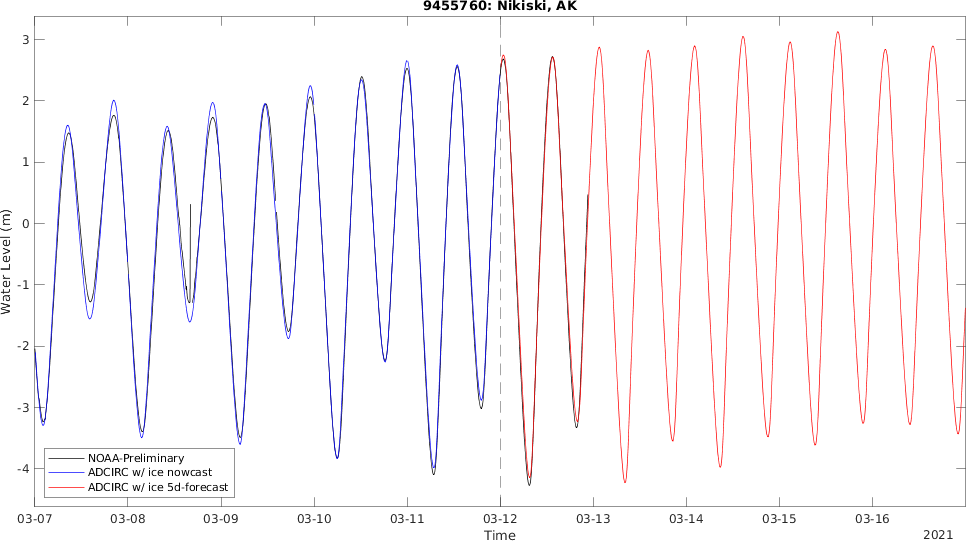 9455760: Nikiski, AK
Water Level (m)
3
2
1
0
-1
-2
-3
-4
NOAA-Preliminary
ADCIRC w/ ice nowcast
ADCIRC w/ ice 5d-forecast
03-07 03-08 03-09 03-10 03-11 03-12 03-13 03-14 03-15 03-16
Time
2021